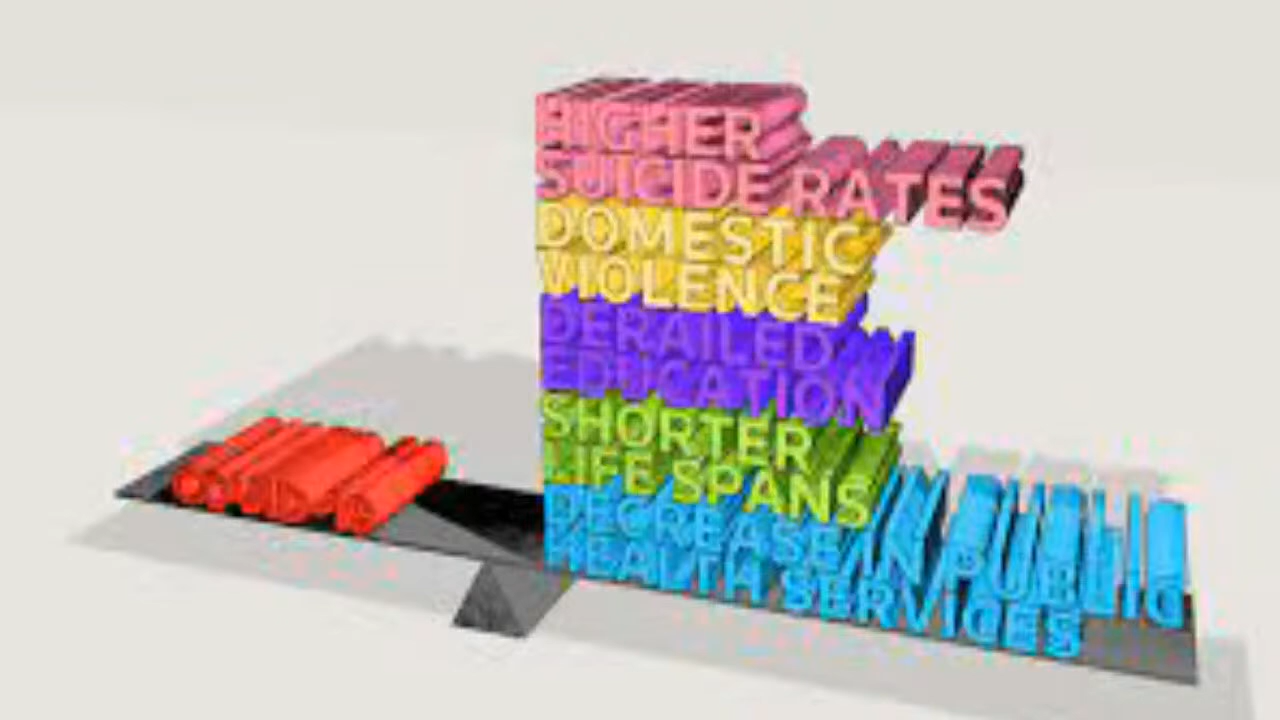 HIGHER
SUICIDE RATES
DOMESTIC
VIOLENCE
DERAILED
EDUCATION
SHORTER
LIFE SPANS
DECREASE IN PUBLIC
HEALTH SERVICES